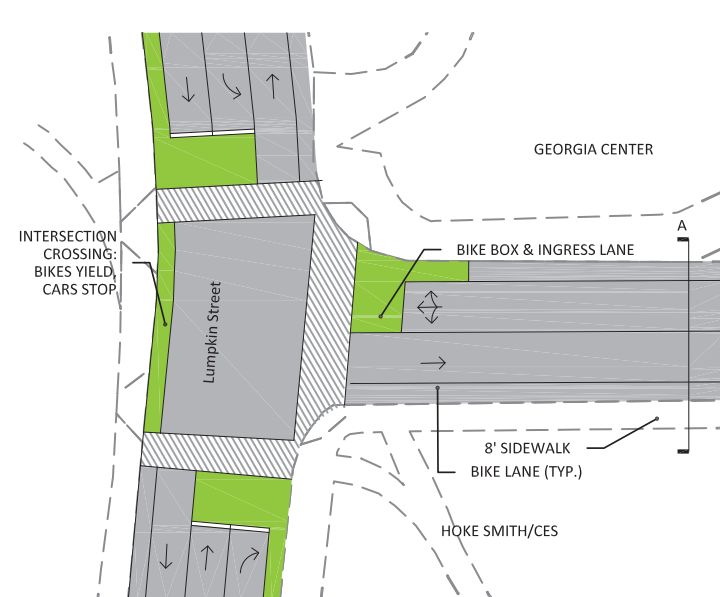 GEORGIA CENTER
A
INTERSECTION
CROSSING:
BIKES YIELD,
CARS STOP
BIKE BOX & INGRESS LANE
Lumpkin Street
8' SIDEWALK
BIKE LANE (TYP.)
HOKE SMITH/CES